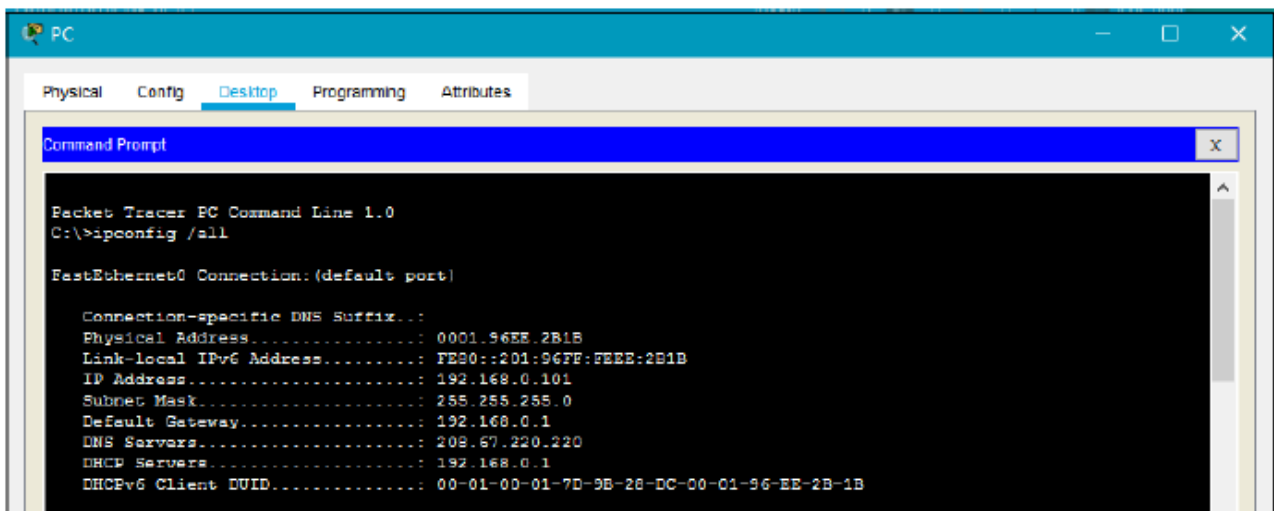 PC
Physical Config Desktop Programming Attributes
Command Prompt
X
Packet Tracer PC Command Line 1.0
C:\>ipconfig /all
FastEthernet0 Connection:(default port)
Connection-specific DNS Suffix..:
Physical Address................: 0001.96EE.2B1B
Link-local IPv6 Address.........: FE80::201:96FF:FEEE:2B1B
IP Address......................: 192.168.0.101
Subnet Mask.....................: 255.255.255.0
Default Gateway.................: 192.168.0.1
DNS Servers.....................: 208.67.220.220
DHCP Servers....................: 192.168.0.1
DHCPv6 Client DUID..............: 00-01-00-01-7D-9B-28-DC-00-01-96-EE-2B-1B